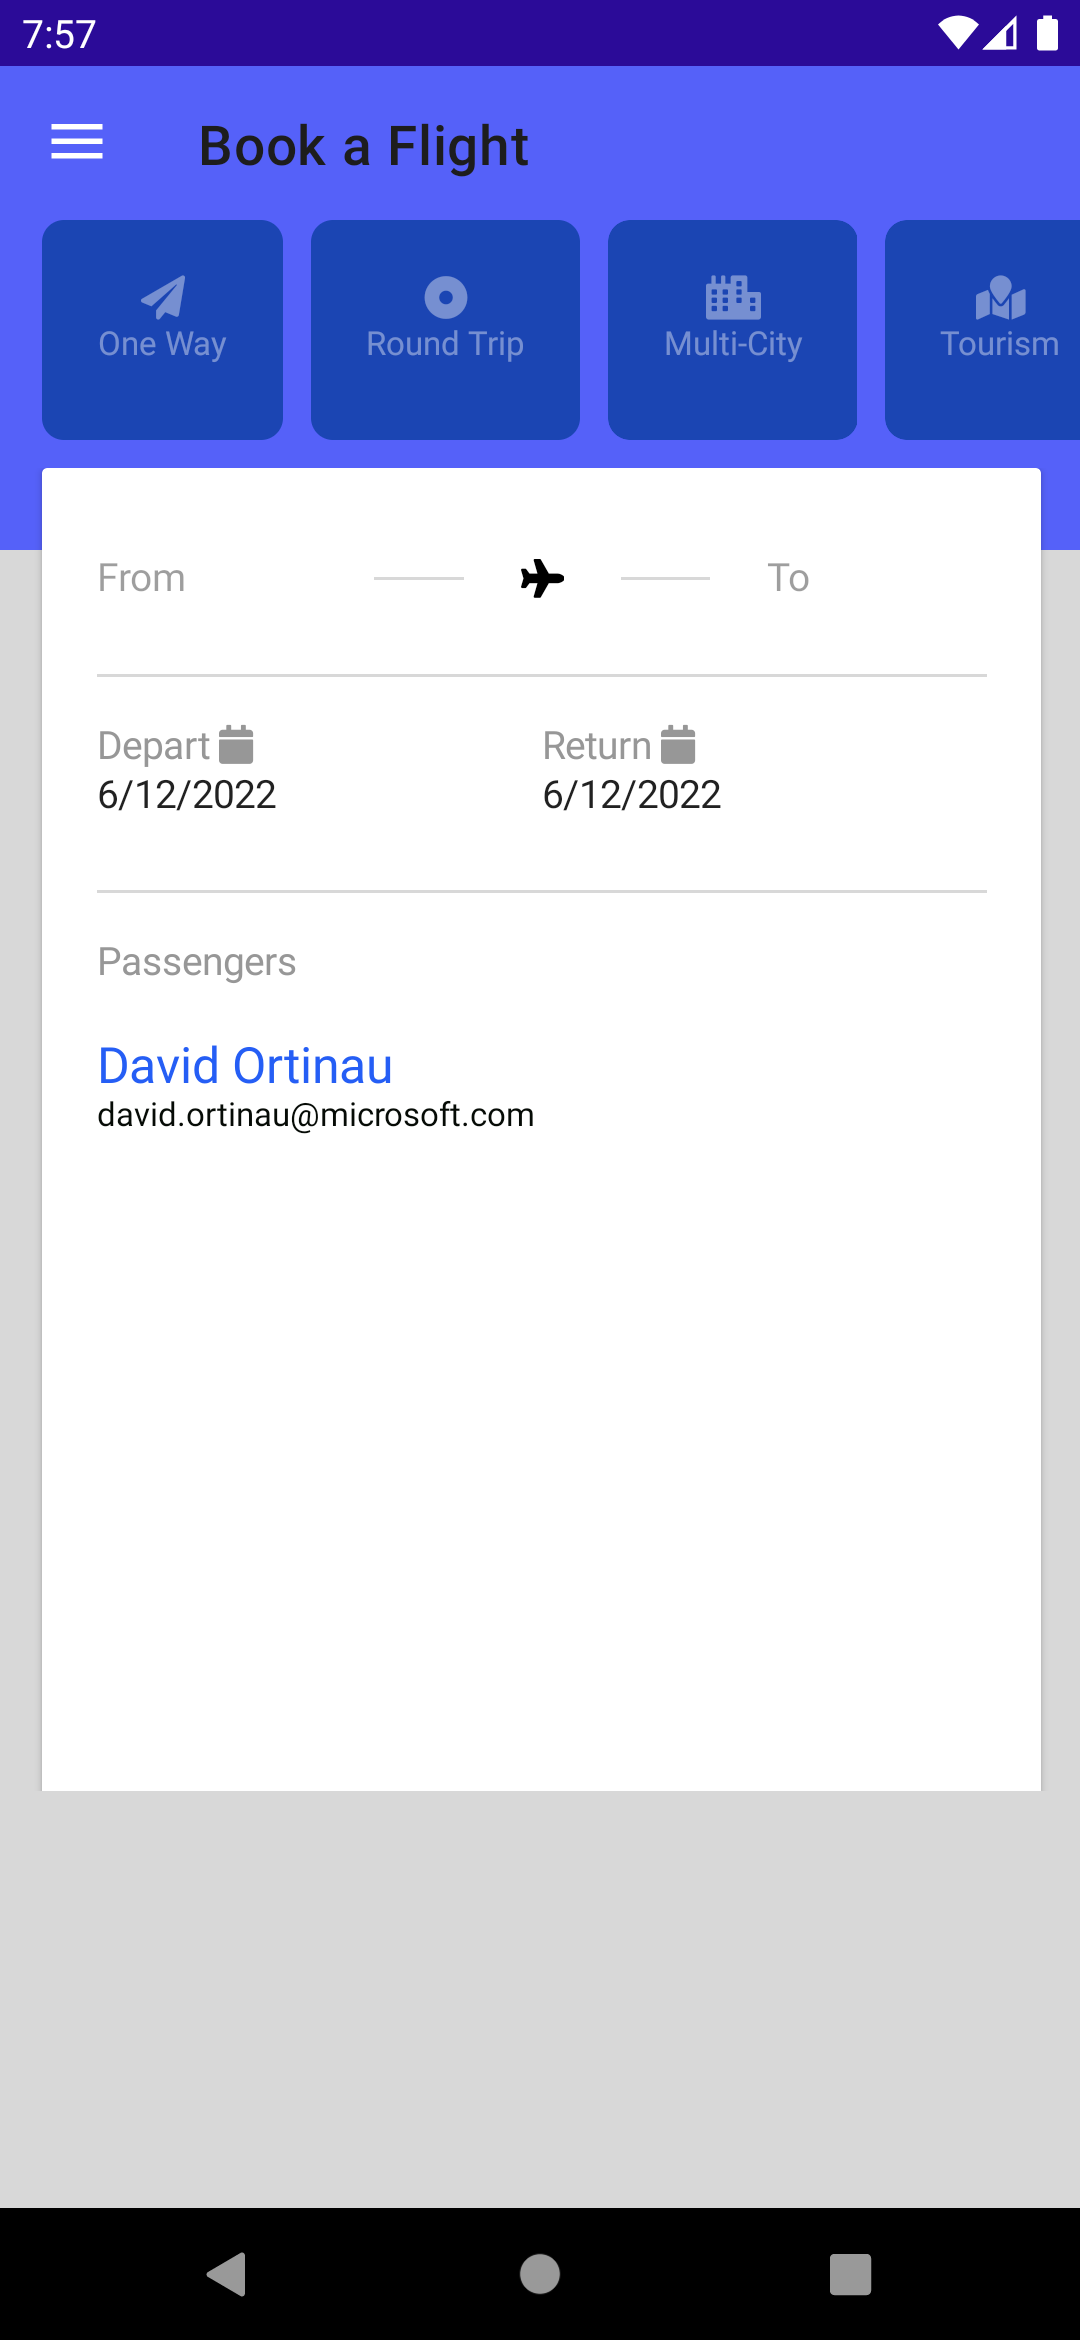 7:57
Book a Flight
One Way
Round Trip
Multi-City
Tourism
From
To
Depart
Return
6/12/2022
6/12/2022
Passengers
David Ortinau
david.ortinau@microsoft.com